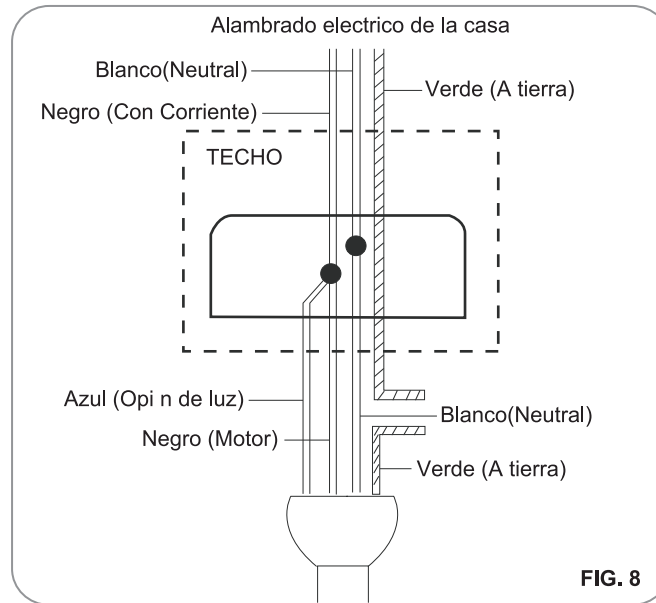 Alambrado electrico de la casa
Blanco(Neutral)
Verde (A tierra)
Negro (Con Corriente)
TECHO
Azul (Opi n de luz)
Blanco(Neutral)
Negro (Motor)
Verde (A tierra)
FIG. 8